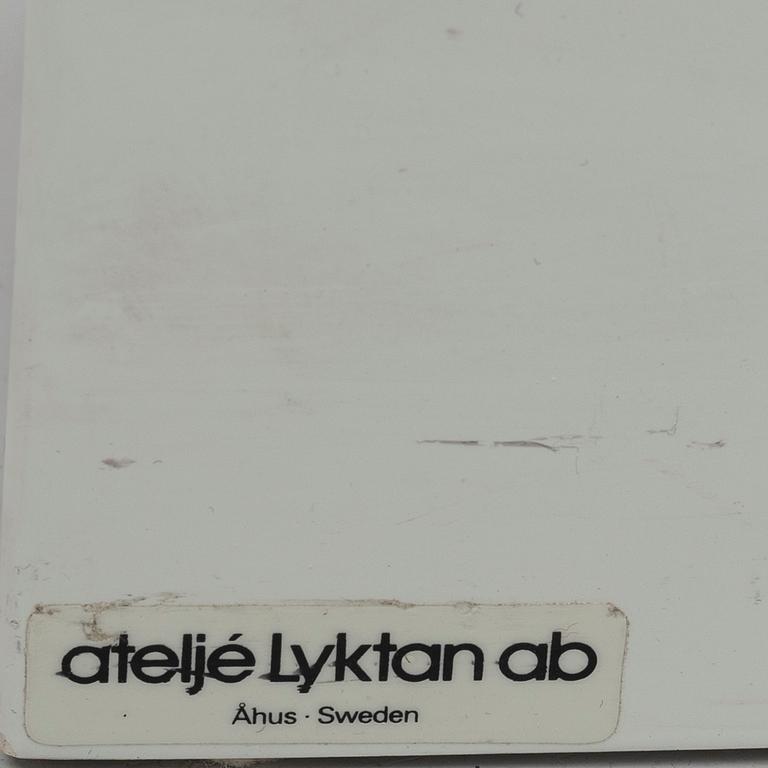 ateljé Lyktan ab
Åhus · Sweden